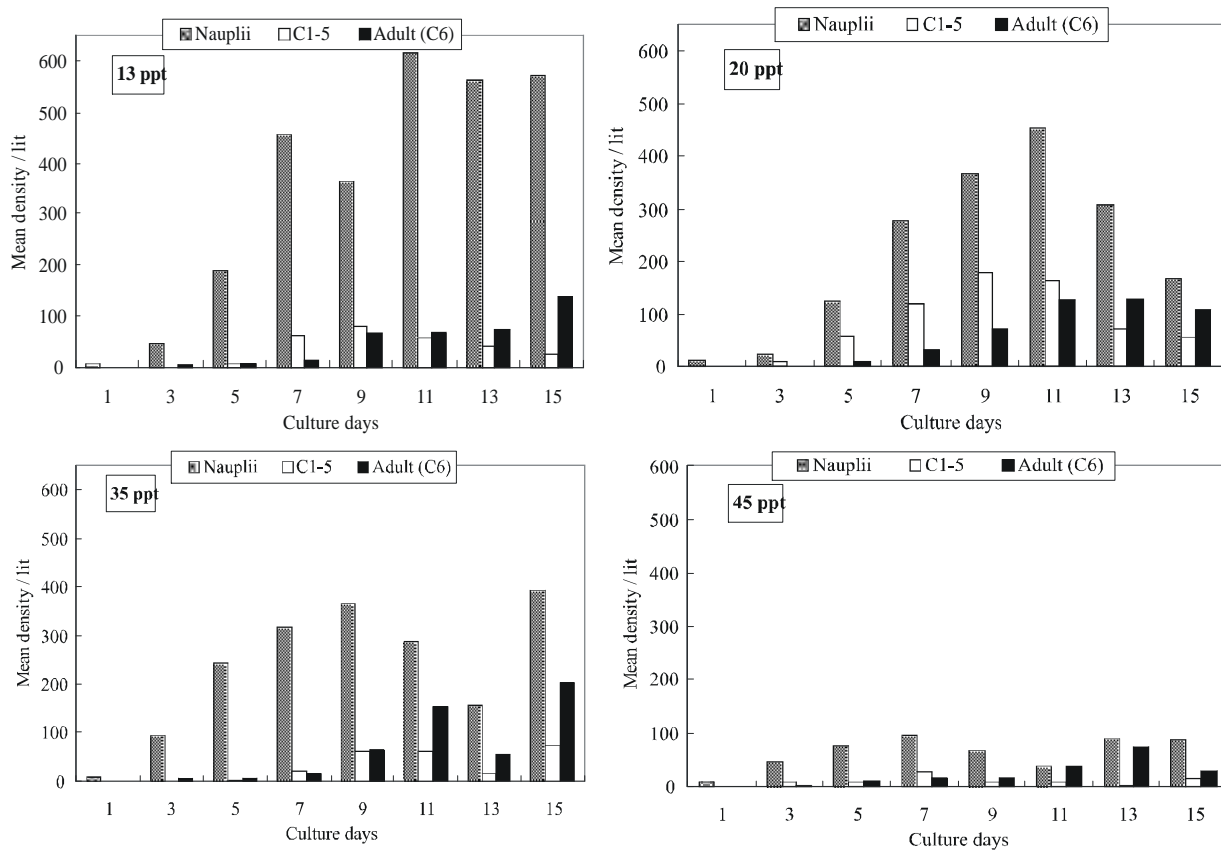 Nauplii C1-5 Adult (C6)
13 ppt
600
500
400
300
200
100
0
Mean density / lit
1 3 5 7 9 11 13 15
Culture days
Nauplii C1-5 Adult (C6)
20 ppt
600
500
400
300
200
100
0
Mean density / lit
1 3 5 7 9 11 13 15
Culture days
Nauplii C1-5 Adult (C6)
35 ppt
600
500
400
300
200
100
0
Mean density / lit
1 3 5 7 9 11 13 15
Culture days
Nauplii C1-5 Adult (C6)
45 ppt
600
500
400
300
200
100
0
Mean density / lit
1 3 5 7 9 11 13 15
Culture days